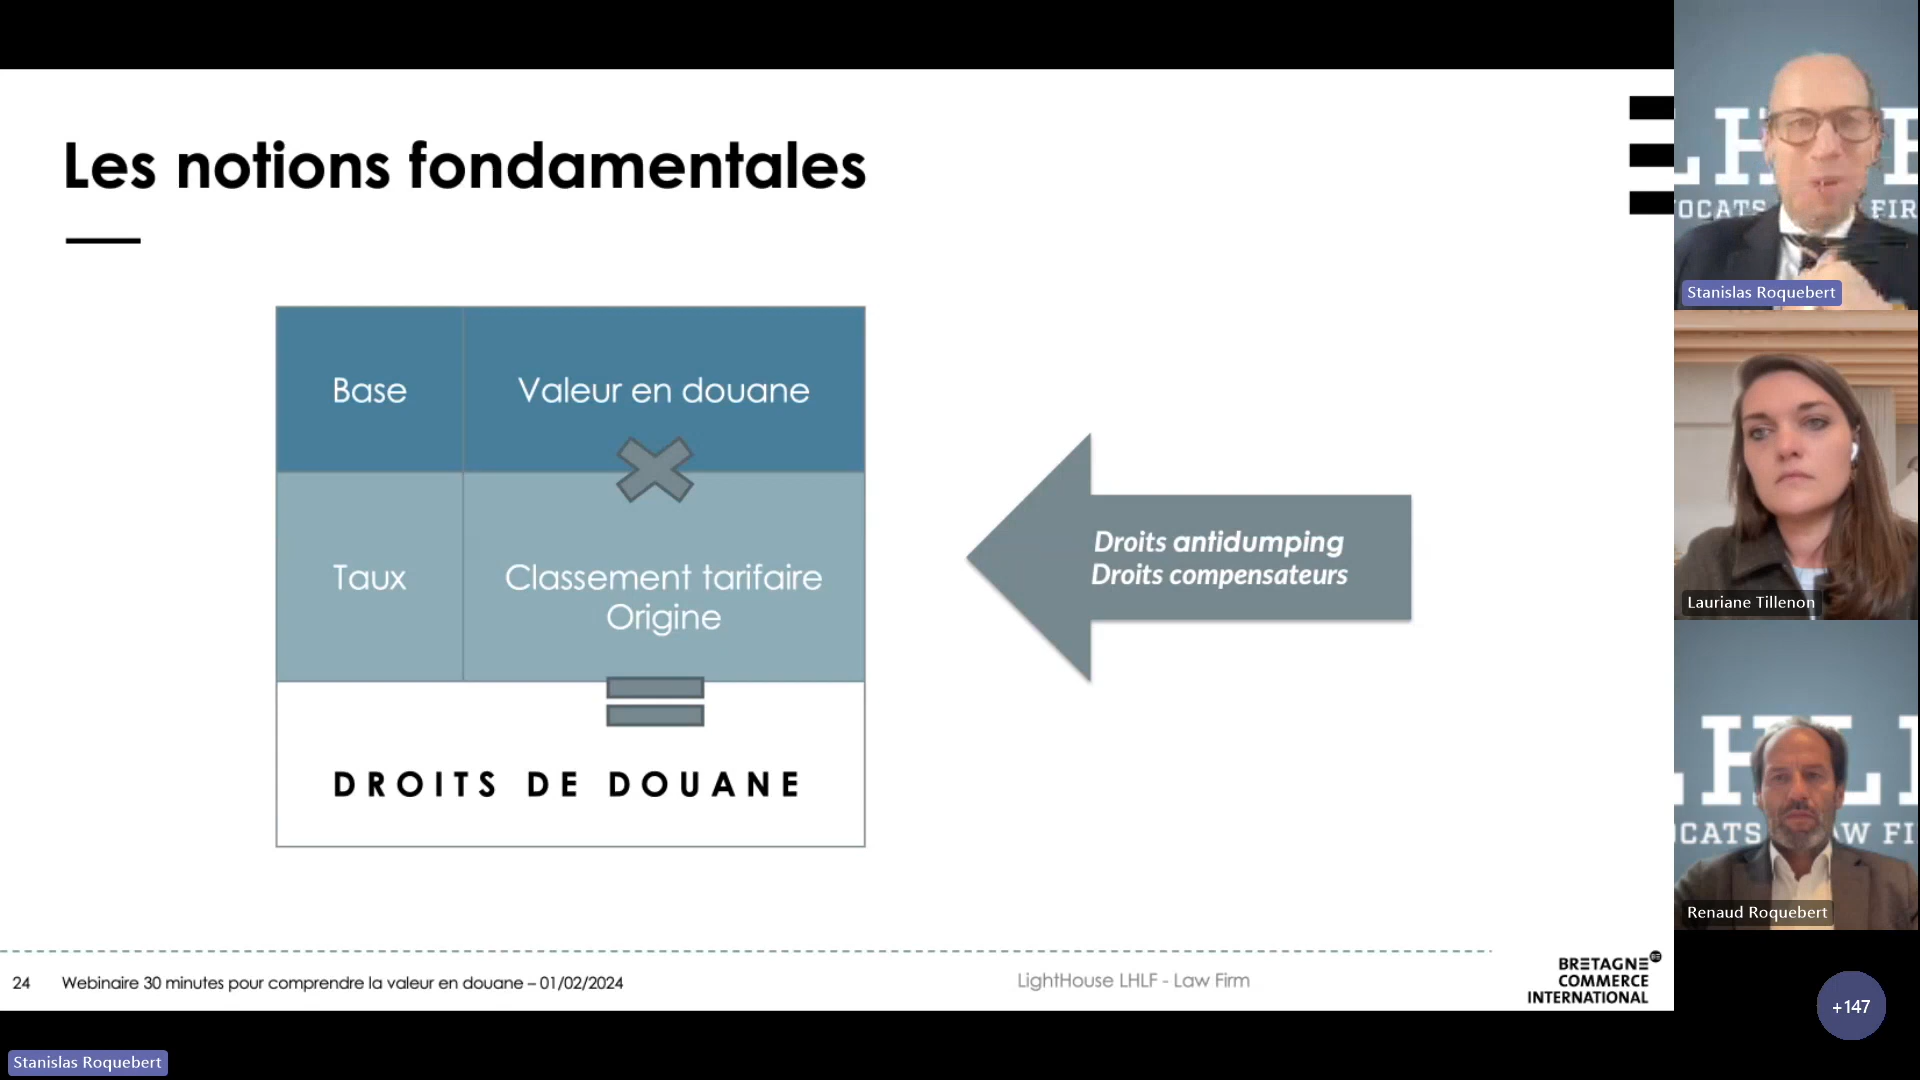 Les notions fondamentales
Base
Valeur en douane
Taux
Classement tarifaire
Origine
DROITS DE DOUANE
Droits antidumping
Droits compensateurs
24
Webinaire 30 minutes pour comprendre la valeur en douane – 01/02/2024
LightHouse LHLF - Law Firm
BRETAGNE
COMMERCE
INTERNATIONAL
Stanislas Roquebert
Lauriane Tillenon
Renaud Roquebert
+147
Stanislas Roquebert